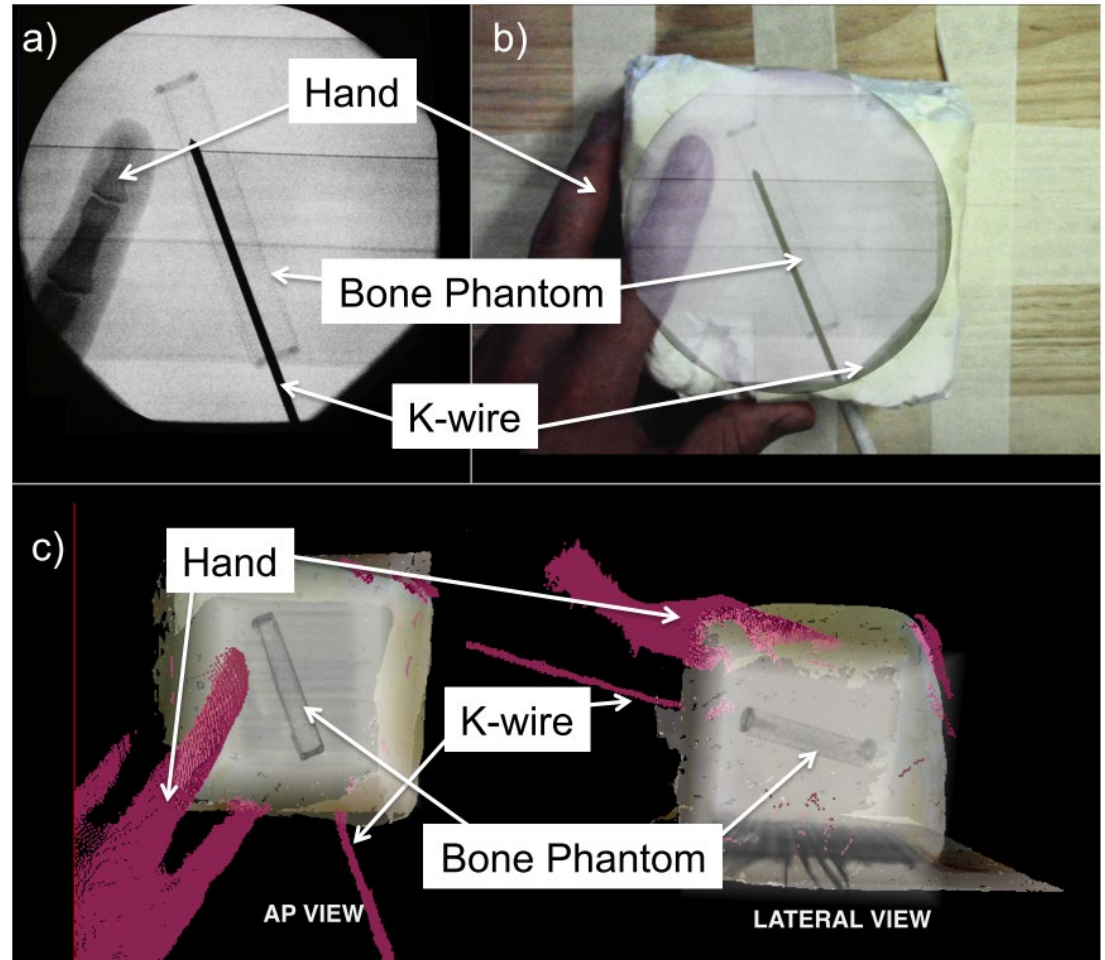 a)
b)
Hand
Bone Phantom
K-wire
c)
Hand
K-wire
Bone Phantom
AP VIEW
LATERAL VIEW